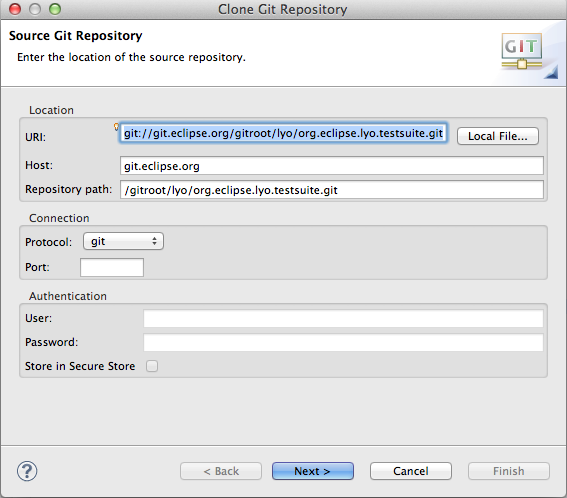 Clone Git Repository
Source Git Repository
Enter the location of the source repository.
GIT
Location
URI: git://git.eclipse.org/gitroot/lyo/org.eclipse.lyo.testsuite.git Local File...
Host: git.eclipse.org
Repository path: /gitroot/lyo/org.eclipse.lyo.testsuite.git
Connection
Protocol: git
Port:
Authentication
User:
Password:
Store in Secure Store
? < Back Next > Cancel Finish